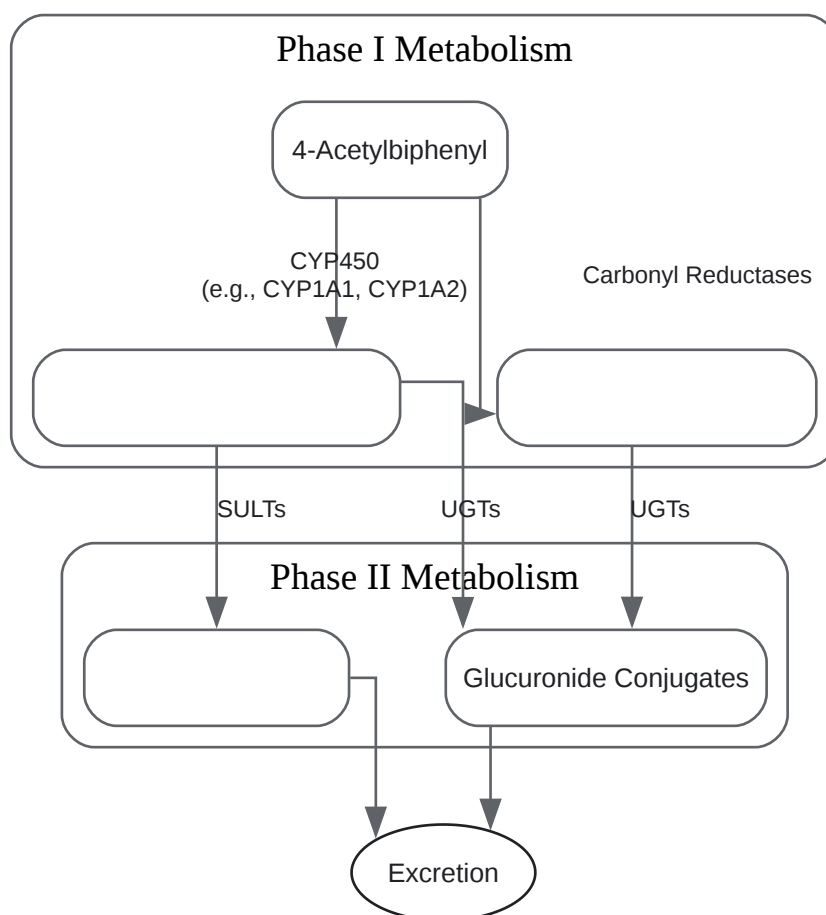 Phase I Metabolism
4-Acetylbiphenyl
CYP450
(e.g., CYP1A1, CYP1A2)
Carbonyl Reductases
SULTs
UGTs
UGTs
Phase II Metabolism
Glucuronide Conjugates
Excretion